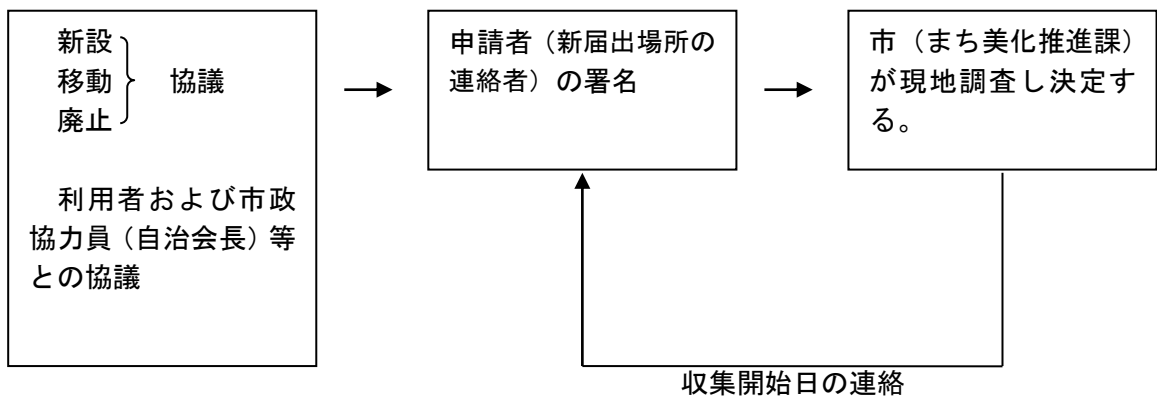 新設
移動 協議
廃止
利用者および市政
協力員（自治会長）等
との協議
申請者（新届出場所の
連絡者）の署名
市（まち美化推進課）
が現地調査し決定す
る。
収集開始日の連絡